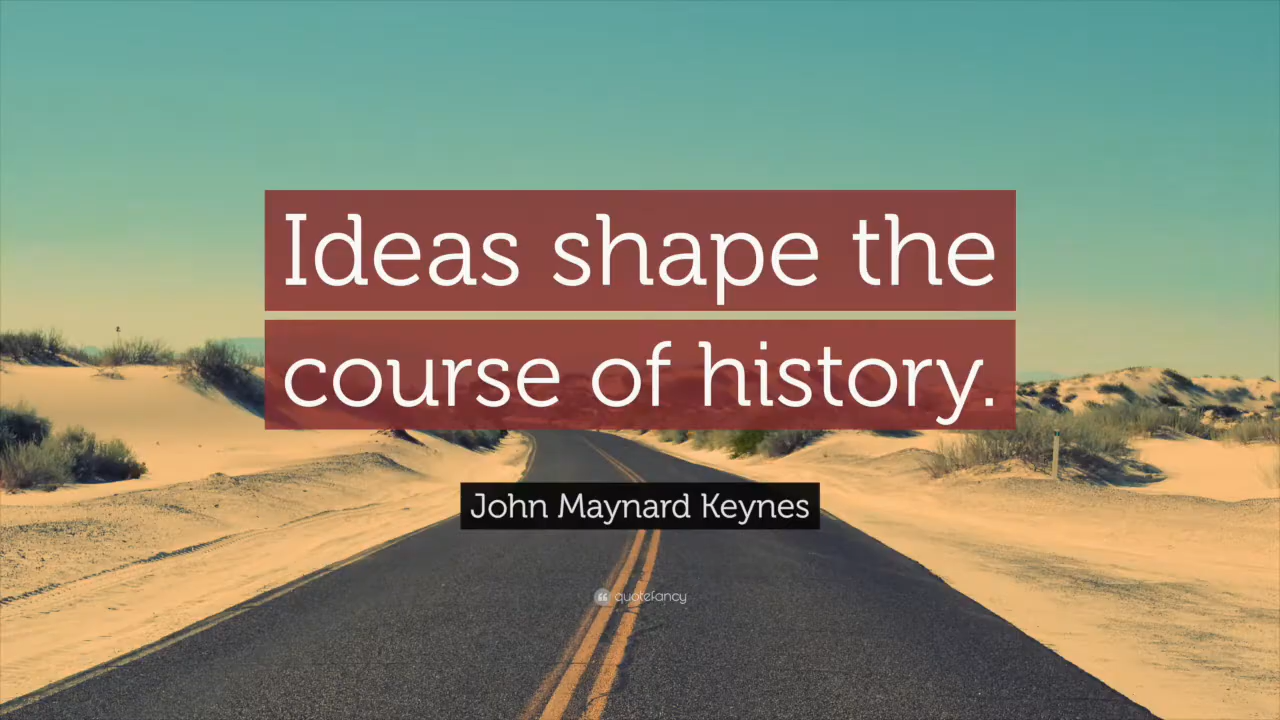 Ideas shape the
course of history.
John Maynard Keynes
quotefancy